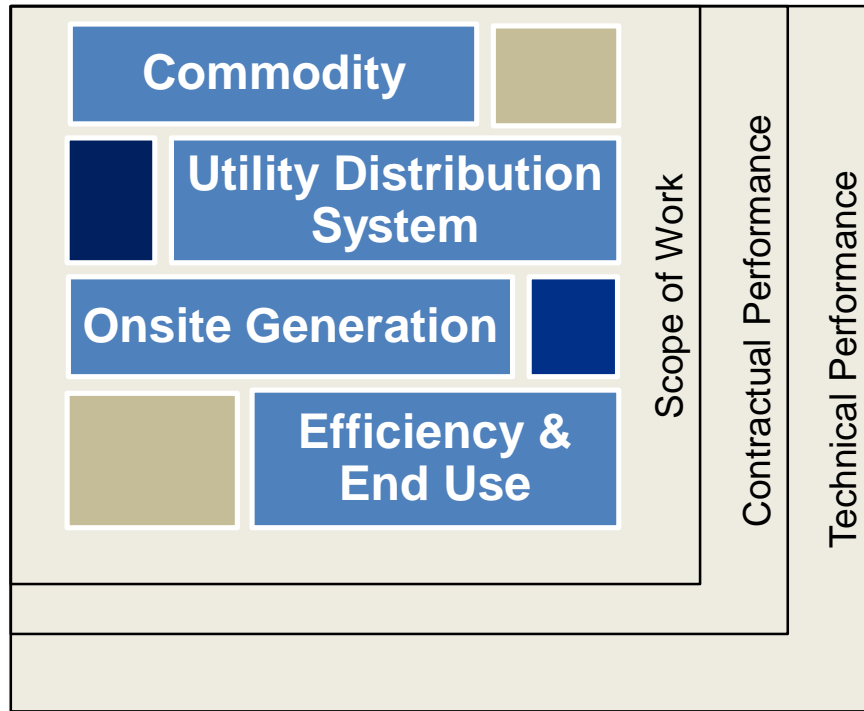 Commodity
Utility Distribution
System
Onsite Generation
Efficiency &
End Use
Scope of Work
Contractual Performance
Technical Performance